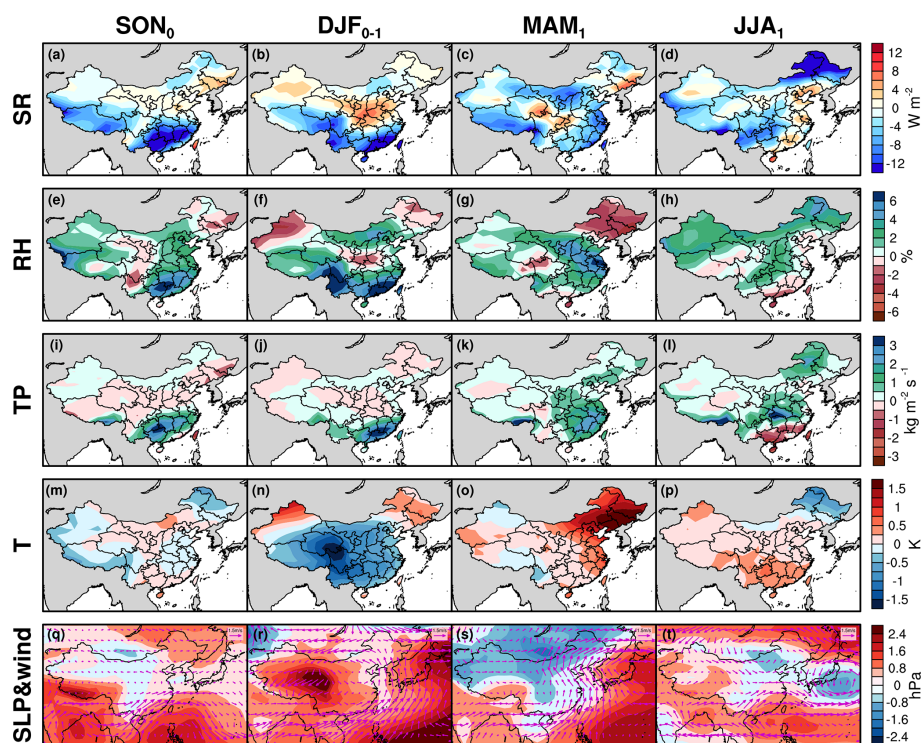 SON₀ DJF₀₋₁ MAM₁ JJA₁
SR
(a) (b) (c) (d)
12
8
4
0
-4
-8
-12
W m⁻²
RH
(e) (f) (g) (h)
6
4
2
0
-2
-4
-6
%
TP
(i) (j) (k) (l)
3
2
1
0
-1
-2
-3
kg m⁻² s⁻¹
T
(m) (n) (o) (p)
1.5
1
0.5
0
-0.5
-1
-1.5
K
SLP&wind
(q) (r) (s) (t)
2.4
1.6
0.8
0
-0.8
-1.6
-2.4
hPa